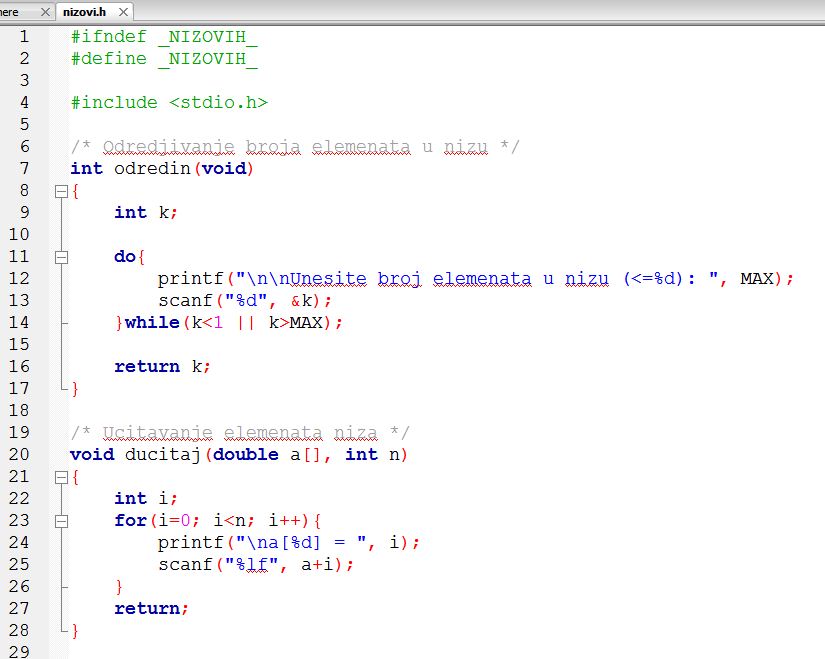 here nizovi.h
1 #ifndef _NIZOVIH_
2 #define _NIZOVIH_
3
4 #include <stdio.h>
5
6 /* Odredjivanje broja elemenata u nizu */
7 int odredin(void)
8 {
9 int k;
10
11 do{
12 printf("\n\nUnesite broj elemenata u nizu (<=%d): ", MAX);
13 scanf("%d", &k);
14 }while(k<1 || k>MAX);
15
16 return k;
17 }
18
19 /* Ucitavanje elemenata niza */
20 void ducitaj(double a[], int n)
21 {
22 int i;
23 for(i=0; i<n; i++){
24 printf("\na[%d] = ", i);
25 scanf("%lf", a+i);
26 }
27 return;
28 }
29